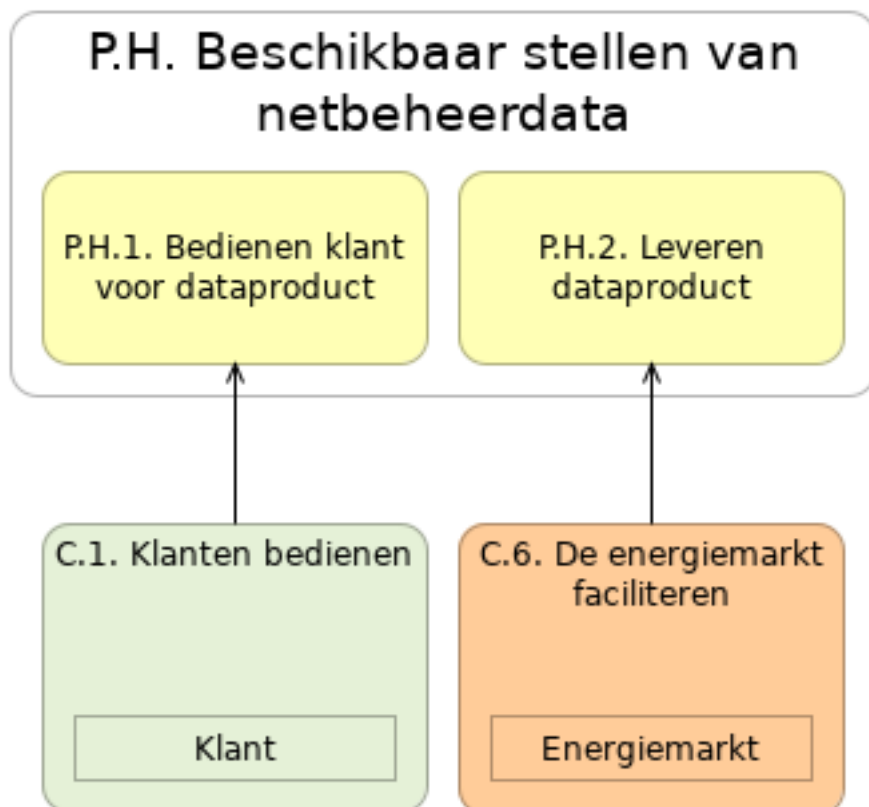 P.H. Beschikbaar stellen van
netbeheerdata
P.H.1. Bedienen klant
voor dataproduct
P.H.2. Leveren
dataproduct
C.1. Klanten bedienen
Klant
C.6. De energiemarkt
faciliteren
Energiemarkt